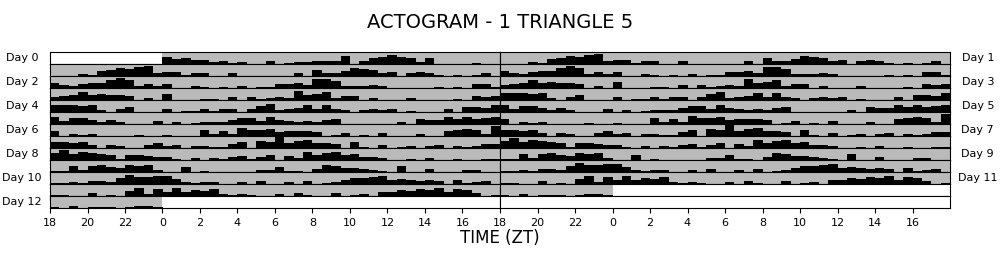 ACTOGRAM - 1 TRIANGLE 5
Day 0
Day 1
Day 2
Day 3
Day 4
Day 5
Day 6
Day 7
Day 8
Day 9
Day 10
Day 11
Day 12
18 20 22 0 2 4 6 8 10 12 14 16 18 20 22 0 2 4 6 8 10 12 14 16
TIME (ZT)